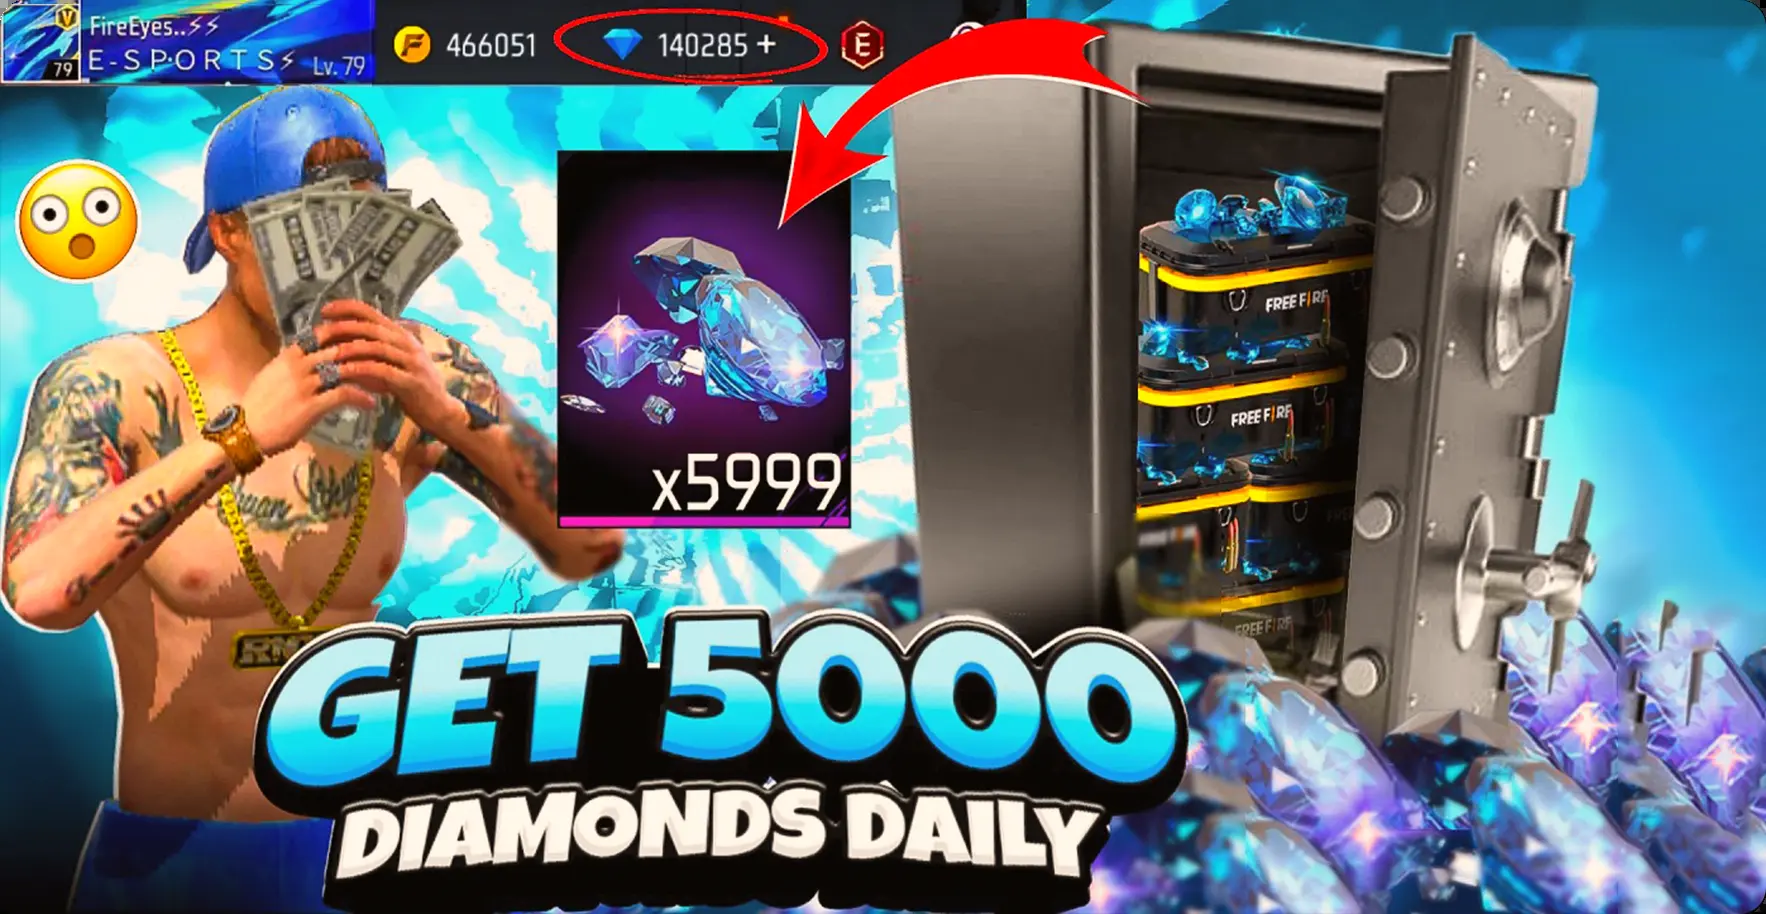 FireEyes..⚡⚡
E-SPORTS⚡ Lv.79
V
79
466051
140285 +
E
x5999
FREE FIRE
FREE FIRE
FREE FIRE
GET 5000
DIAMONDS DAILY